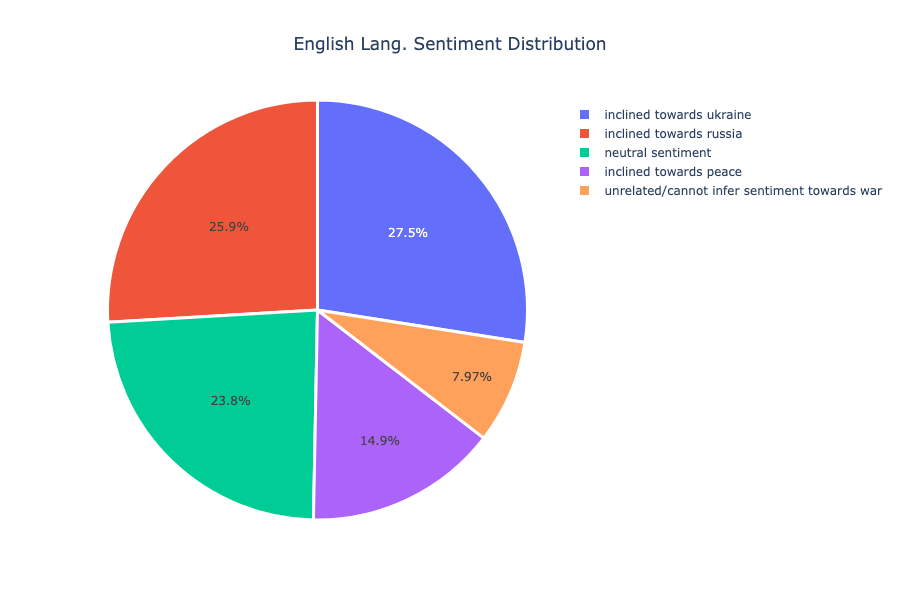 English Lang. Sentiment Distribution
inclined towards ukraine
inclined towards russia
neutral sentiment
inclined towards peace
unrelated/cannot infer sentiment towards war
25.9%
27.5%
7.97%
23.8%
14.9%